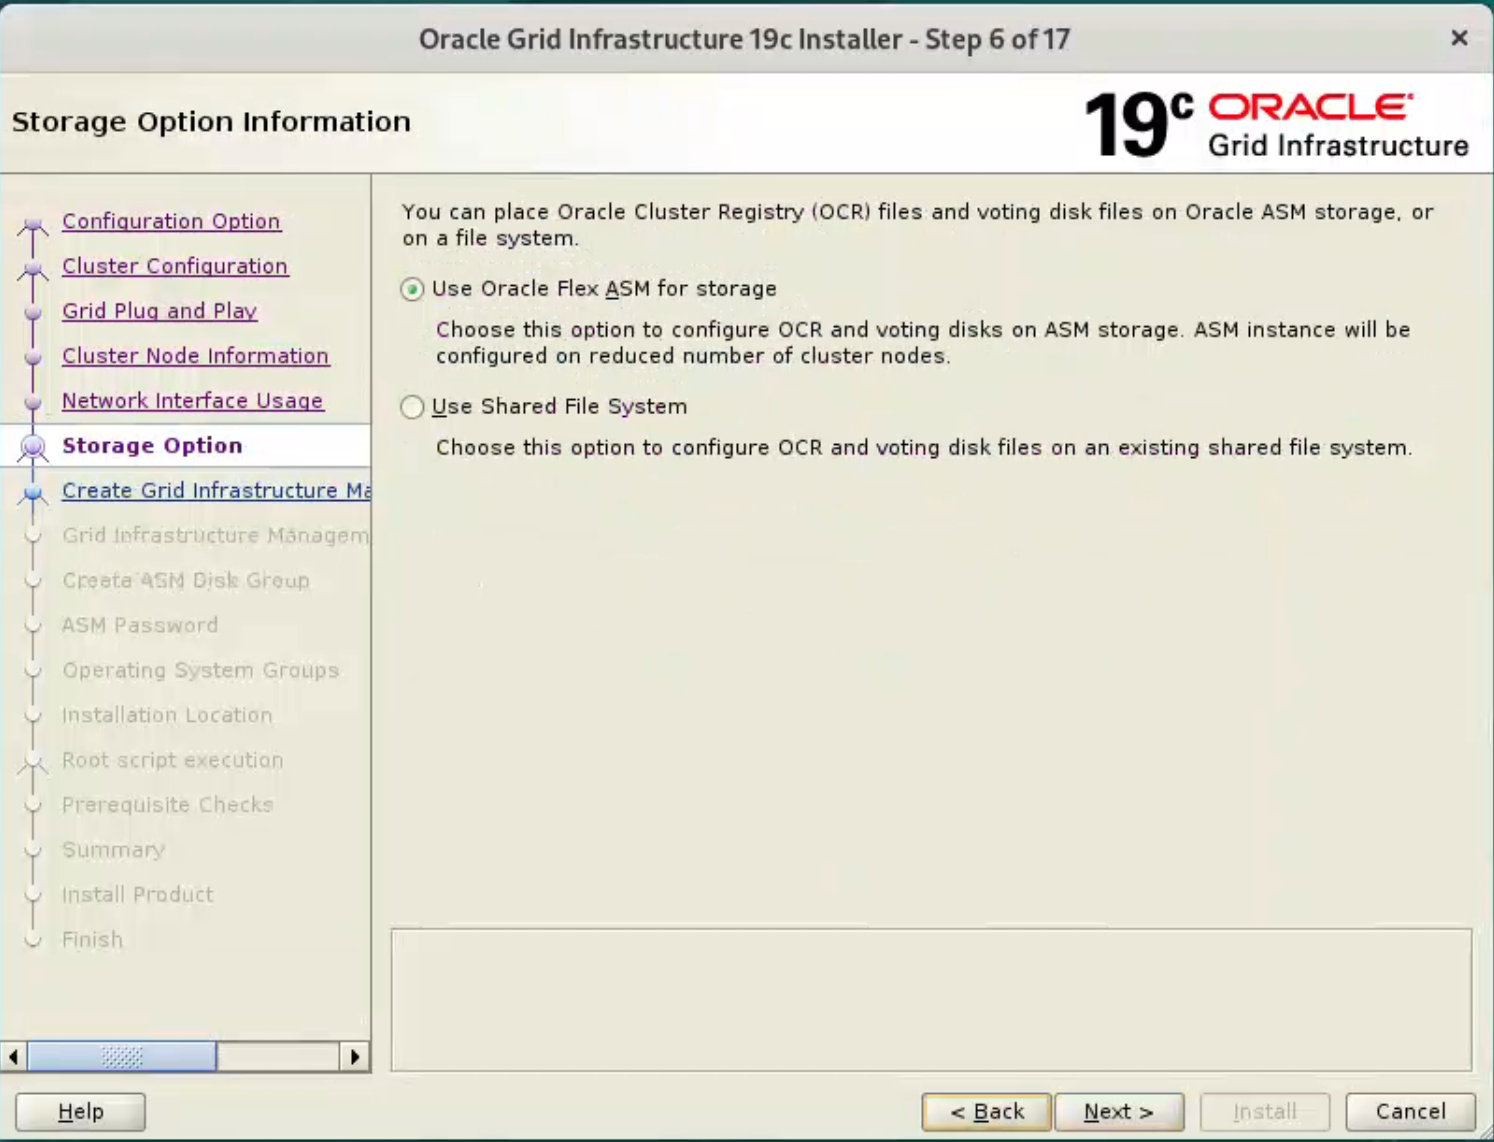 Oracle Grid Infrastructure 19c Installer - Step 6 of 17
Storage Option Information
19c ORACLE
Grid Infrastructure
Configuration Option
Cluster Configuration
Grid Plug and Play
Cluster Node Information
Network Interface Usage
Storage Option
Create Grid Infrastructure Ma
Grid Infrastructure Managem
Create ASM Disk Group
ASM Password
Operating System Groups
Installation Location
Root script execution
Prerequisite Checks
Summary
Install Product
Finish
You can place Oracle Cluster Registry (OCR) files and voting disk files on Oracle ASM storage, or
on a file system.
Use Oracle Flex ASM for storage
Choose this option to configure OCR and voting disks on ASM storage. ASM instance will be
configured on reduced number of cluster nodes.
Use Shared File System
Choose this option to configure OCR and voting disk files on an existing shared file system.
Help
< Back
Next >
Install
Cancel